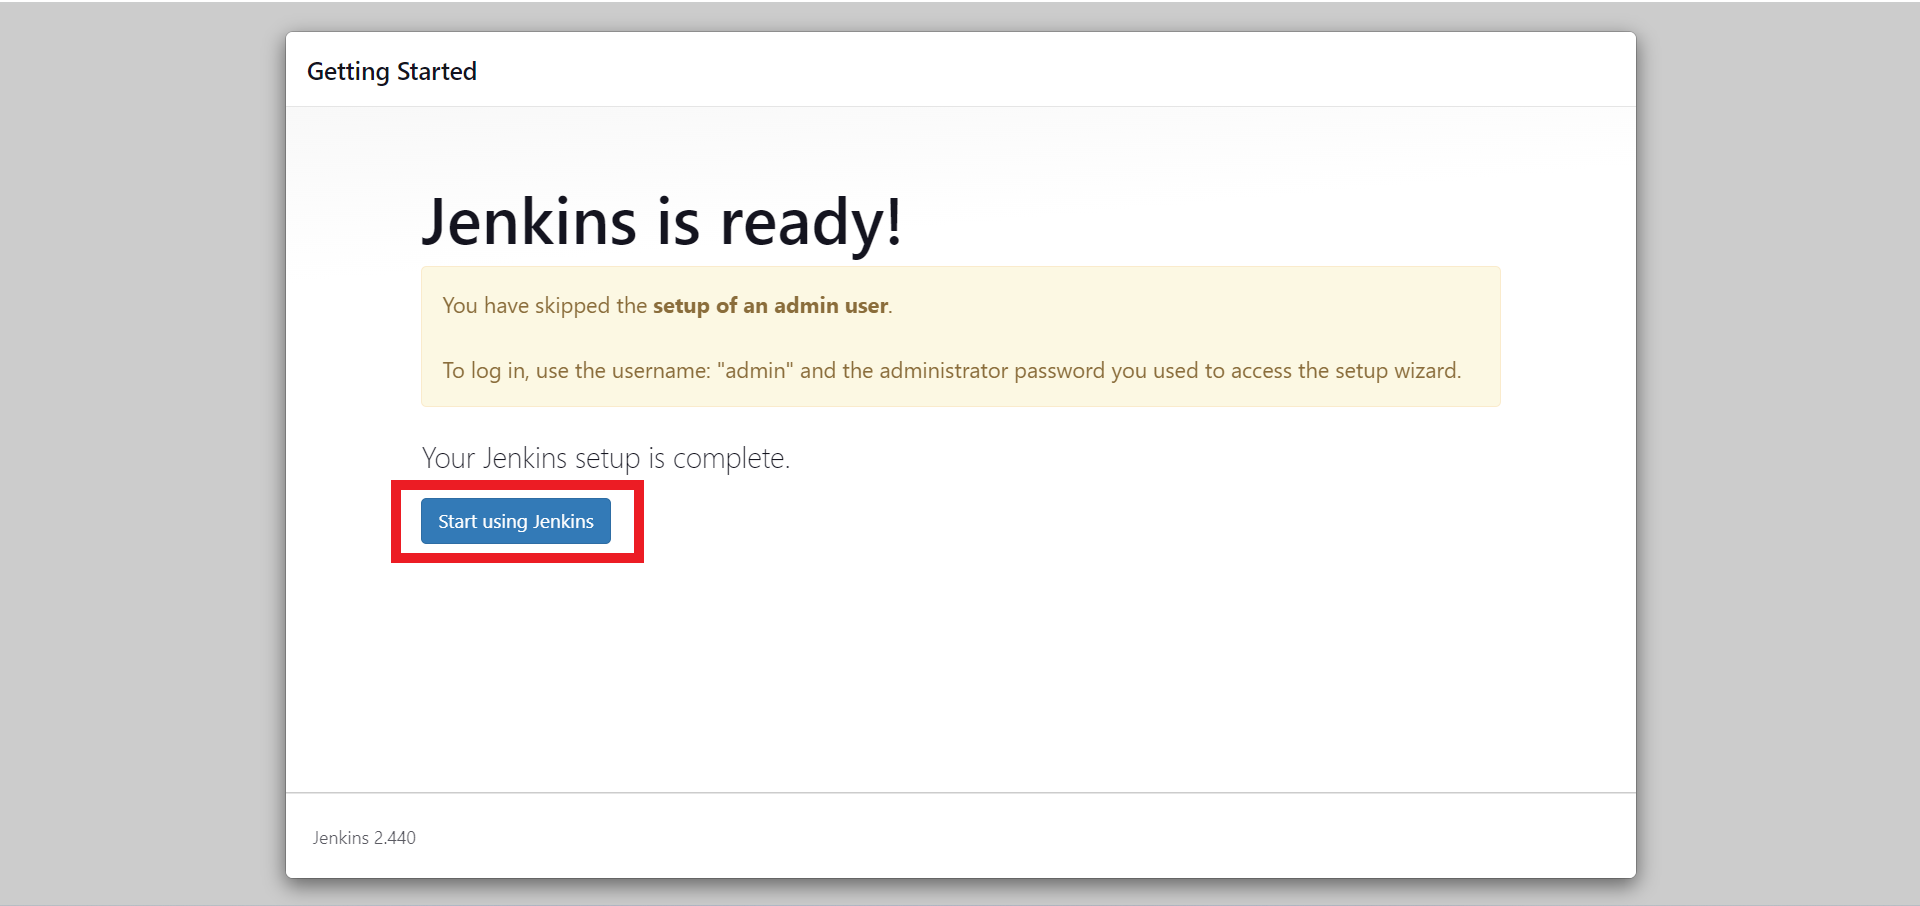 Getting Started
Jenkins is ready!
You have skipped the setup of an admin user.
To log in, use the username: "admin" and the administrator password you used to access the setup wizard.
Your Jenkins setup is complete.
Start using Jenkins
Jenkins 2.440